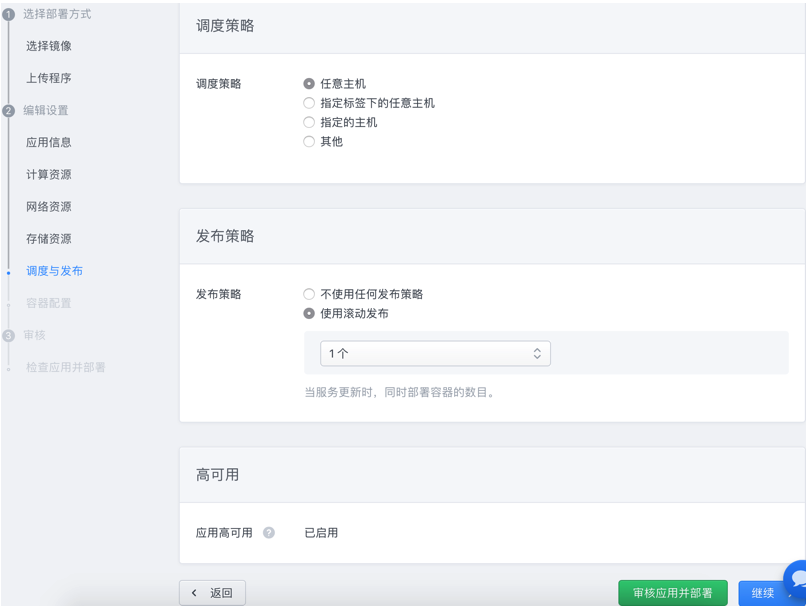 1 选择部署方式
选择镜像
上传程序
2 编辑设置
应用信息
计算资源
网络资源
存储资源
调度与发布
容器配置
3 审核
检查应用并部署
调度策略
调度策略
任意主机
指定标签下的任意主机
指定的主机
其他
发布策略
发布策略
不使用任何发布策略
使用滚动发布
1 个
当服务更新时，同时部署容器的数目。
高可用
应用高可用 ? 已启用
返回
审核应用并部署
继续